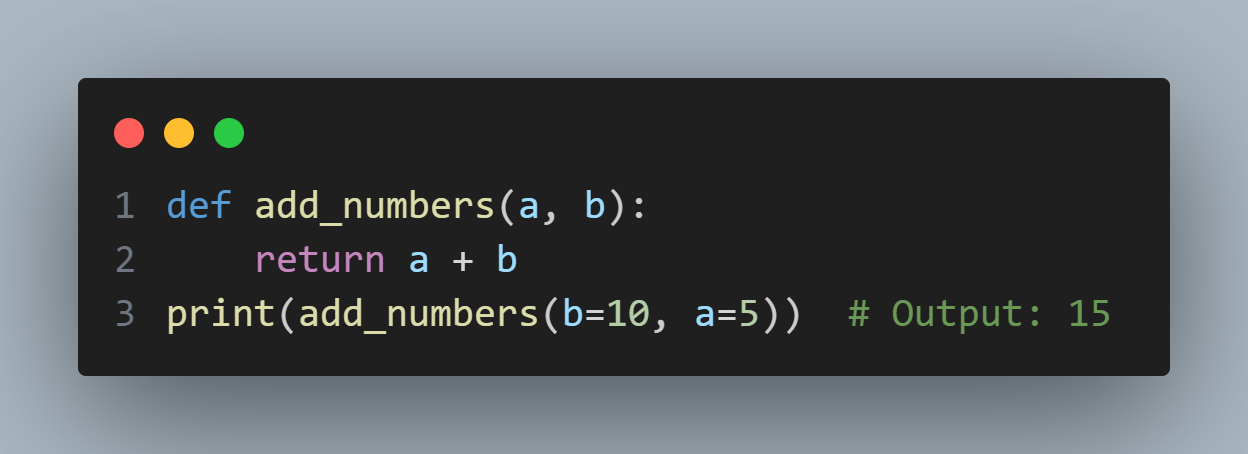 1 def add_numbers(a, b):
2     return a + b
3 print(add_numbers(b=10, a=5))  # Output: 15